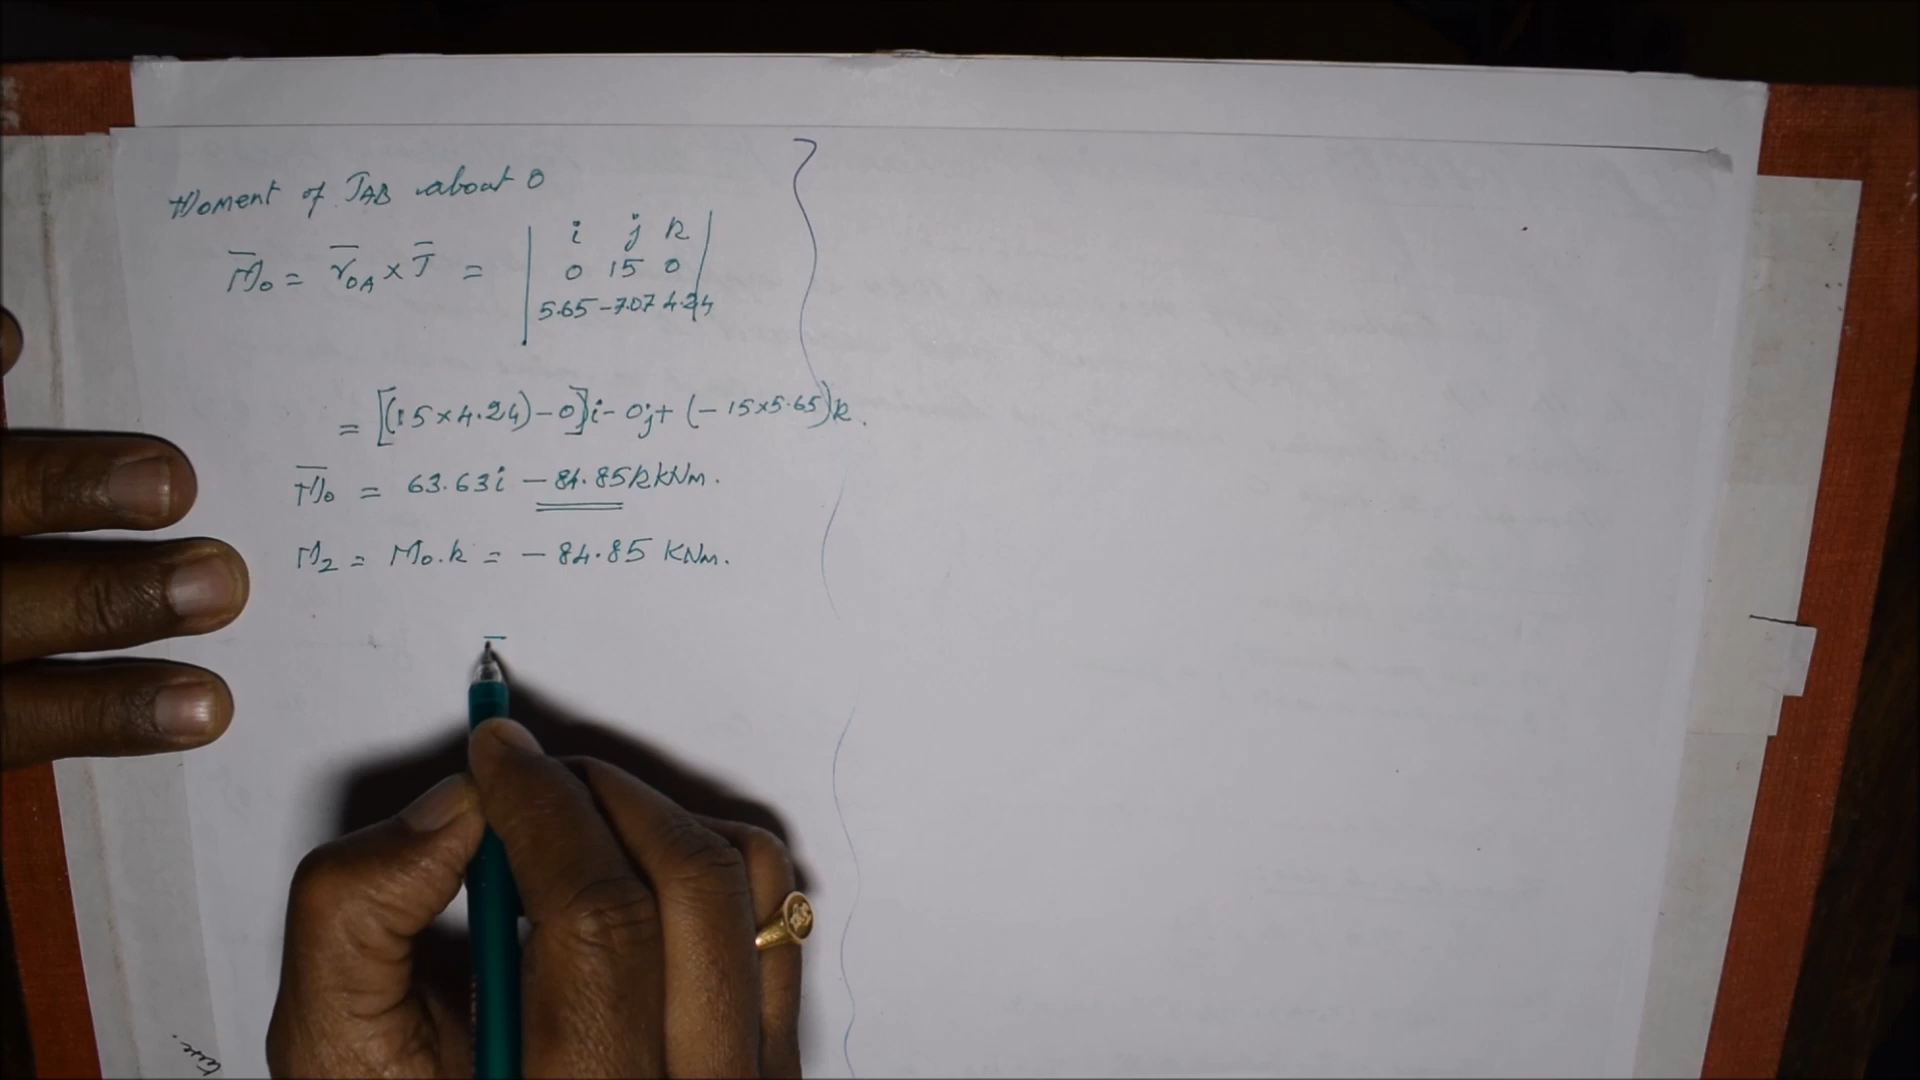 Moment of TAB about O
M̅o = r̅OA × T̅ = | i j k |
0 15 0
5.65 -7.07 4.24
= [(15×4.24)-0]i - 0j + (-15×5.65)k.
M̅o = 63.63i - 84.85k kNm.
Mz = Mo.k = - 84.85 KNm.